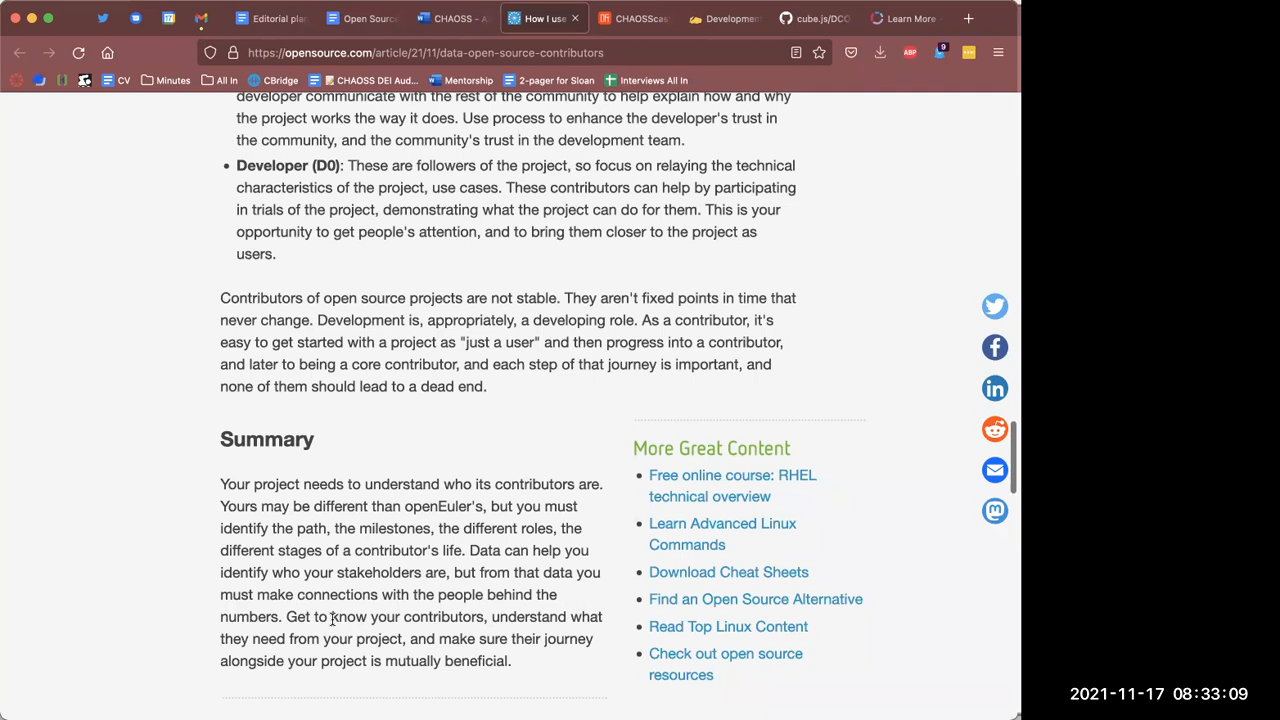 Editorial plan
Open Source
CHAOSS - A
How I use
CHAOSScas
Development
cube.js/DCO
Learn More
https://opensource.com/article/21/11/data-open-source-contributors
ABP
9
CV
Minutes
All In
CBridge
CHAOSS DEI Aud...
Mentorship
2-pager for Sloan
Interviews All In
developer communicate with the rest of the community to help explain how and why
the project works the way it does. Use process to enhance the developer's trust in
the community, and the community's trust in the development team.
• Developer (D0): These are followers of the project, so focus on relaying the technical
characteristics of the project, use cases. These contributors can help by participating
in trials of the project, demonstrating what the project can do for them. This is your
opportunity to get people's attention, and to bring them closer to the project as
users.
Contributors of open source projects are not stable. They aren't fixed points in time that
never change. Development is, appropriately, a developing role. As a contributor, it's
easy to get started with a project as "just a user" and then progress into a contributor,
and later to being a core contributor, and each step of that journey is important, and
none of them should lead to a dead end.
Summary
Your project needs to understand who its contributors are.
Yours may be different than openEuler's, but you must
identify the path, the milestones, the different roles, the
different stages of a contributor's life. Data can help you
identify who your stakeholders are, but from that data you
must make connections with the people behind the
numbers. Get to know your contributors, understand what
they need from your project, and make sure their journey
alongside your project is mutually beneficial.
More Great Content
• Free online course: RHEL
technical overview
• Learn Advanced Linux
Commands
• Download Cheat Sheets
• Find an Open Source Alternative
• Read Top Linux Content
• Check out open source
resources
2021-11-17 08:33:09